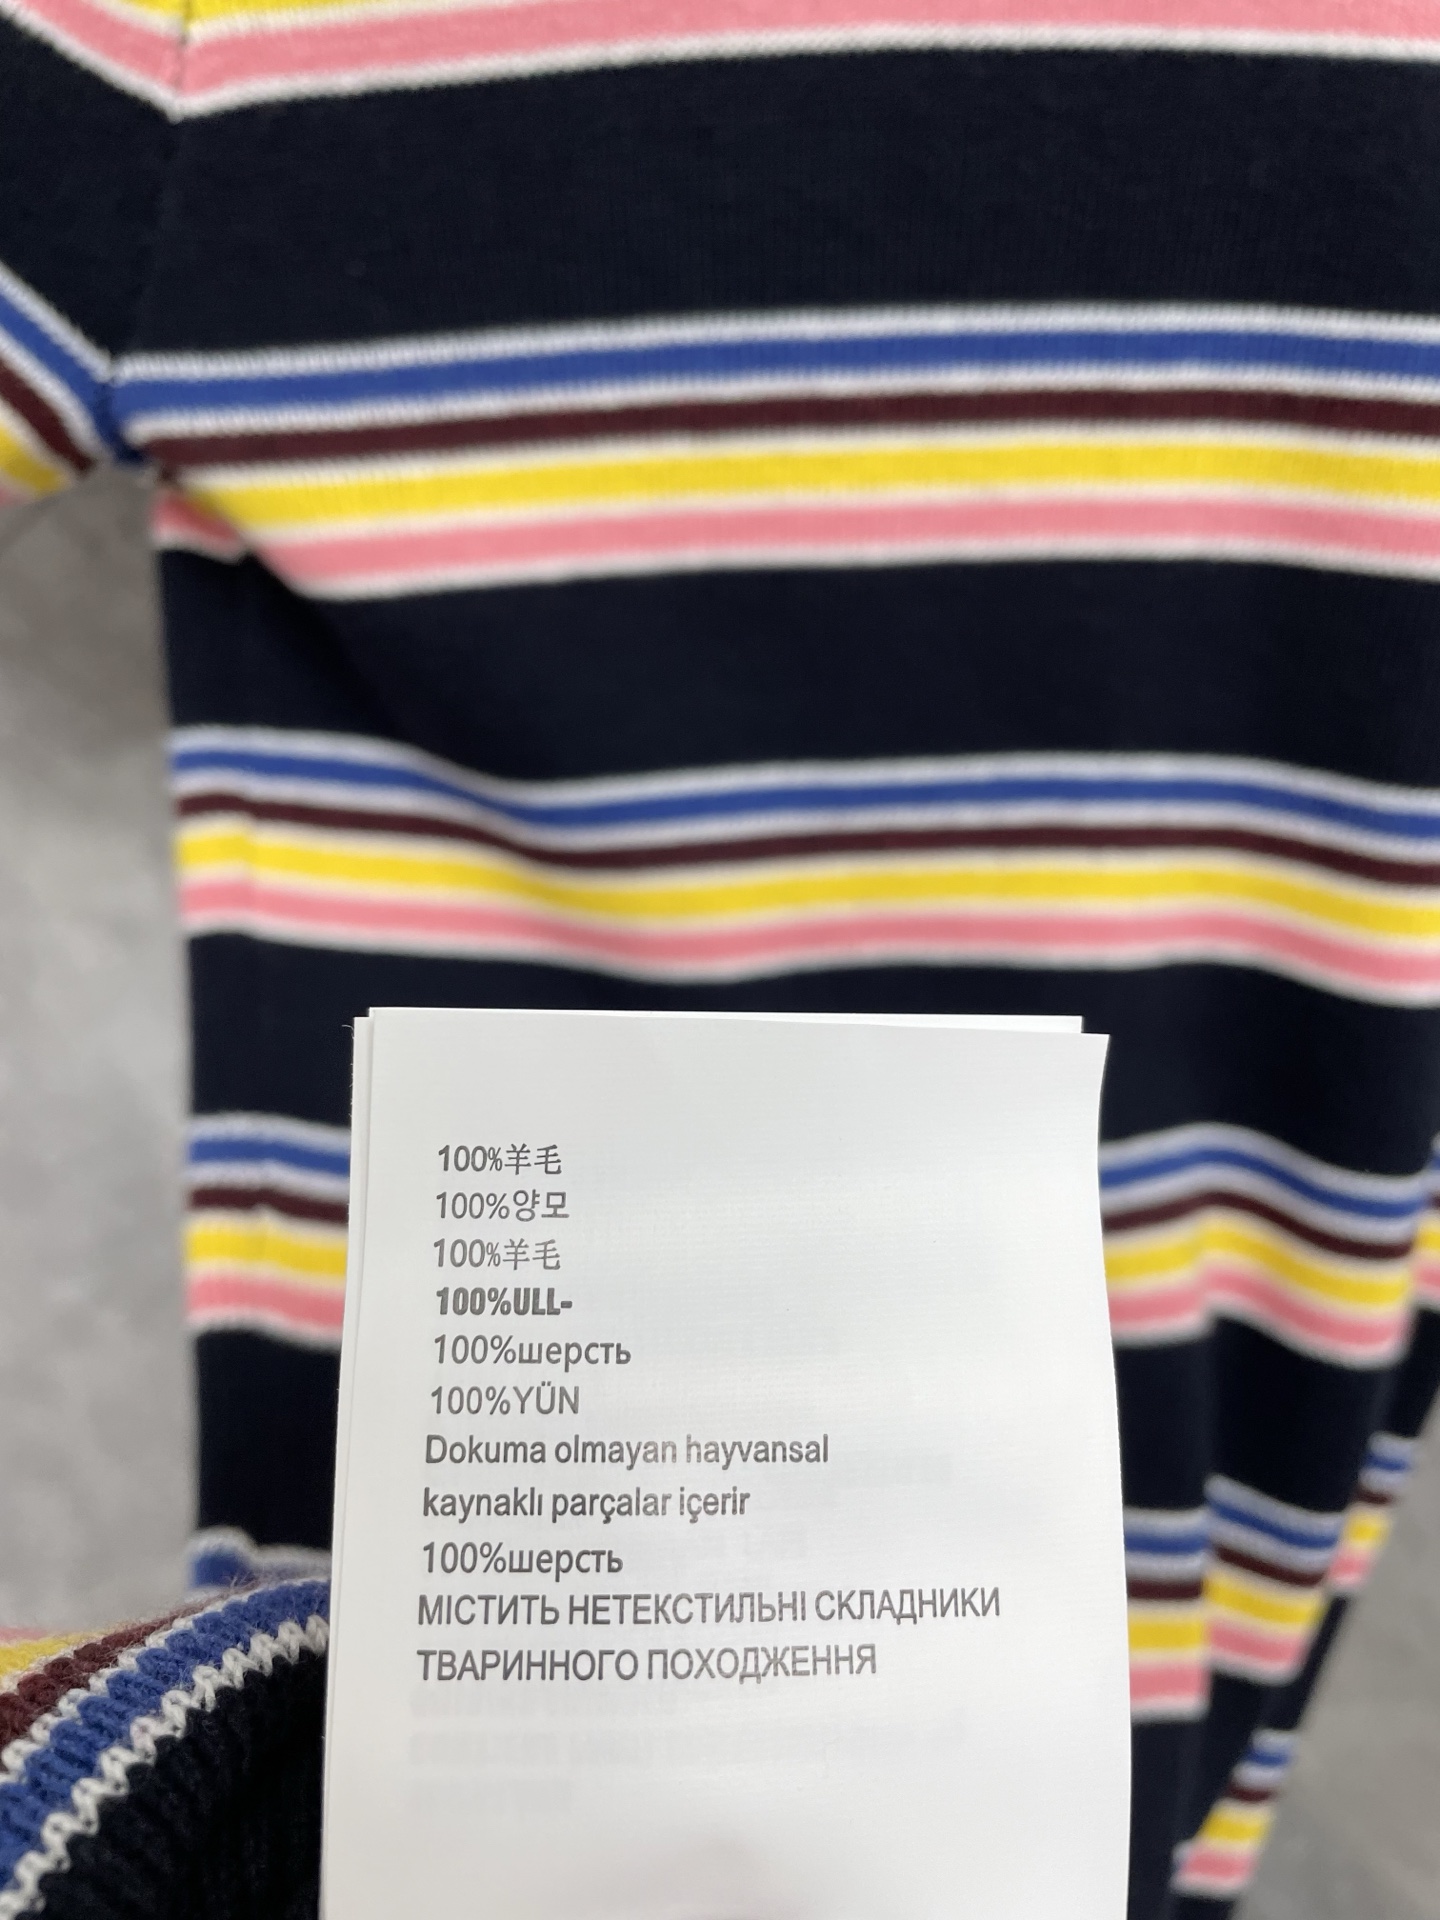 100%羊毛
100%양모
100%羊毛
100%ULL-
100%шерсть
100%YÜN
Dokuma olmayan hayvansal
kaynaklı parçalar içerir
100%шерсть
МІСТИТЬ НЕТЕКСТИЛЬНІ СКЛАДНИКИ
ТВАРИННОГО ПОХОДЖЕННЯ